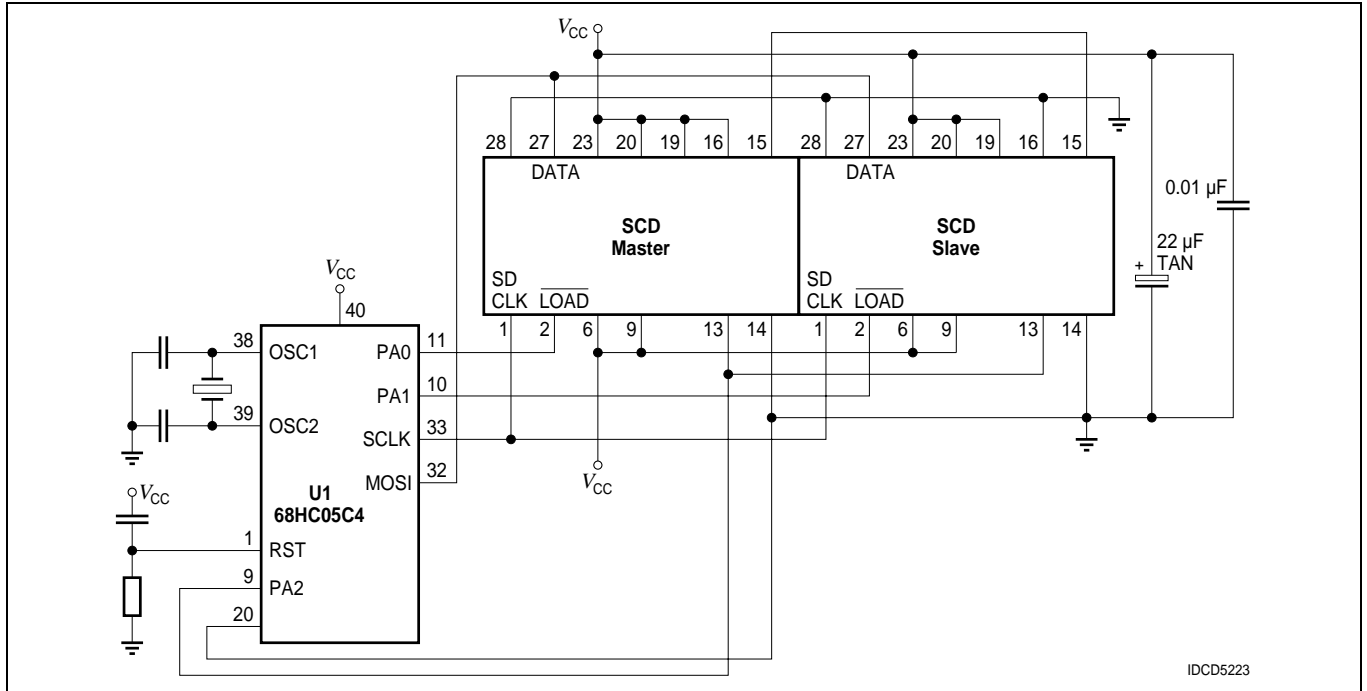 VCC
28 27 23 20 19 16 15 28 27 23 20 19 16 15
DATA DATA
0.01 µF
SCD
Master
SCD
Slave
22 µF
TAN
+
SD
CLK LOAD
SD
CLK LOAD
VCC
40
1 2 6 9 13 14 1 2 6 9 13 14
38 OSC1 PA0 11
PA1 10
39 OSC2
SCLK 33
MOSI 32
VCC
U1
68HC05C4
VCC
1 RST
9 PA2
20
IDCD5223